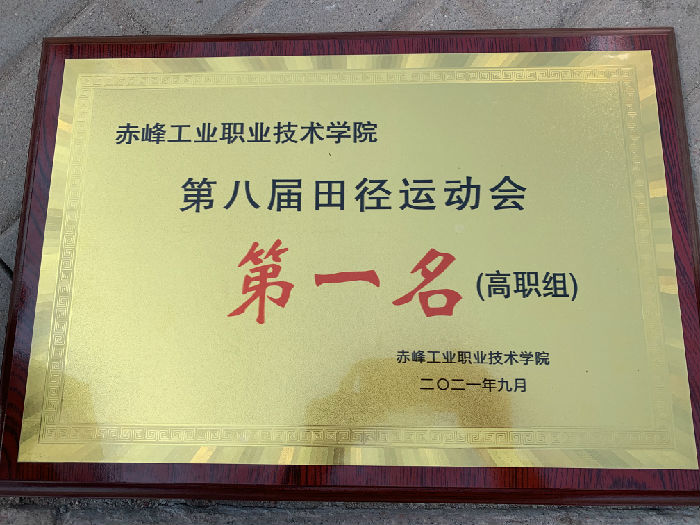 赤峰工业职业技术学院
第八届田径运动会
第一名(高职组)
赤峰工业职业技术学院
二〇二一年九月